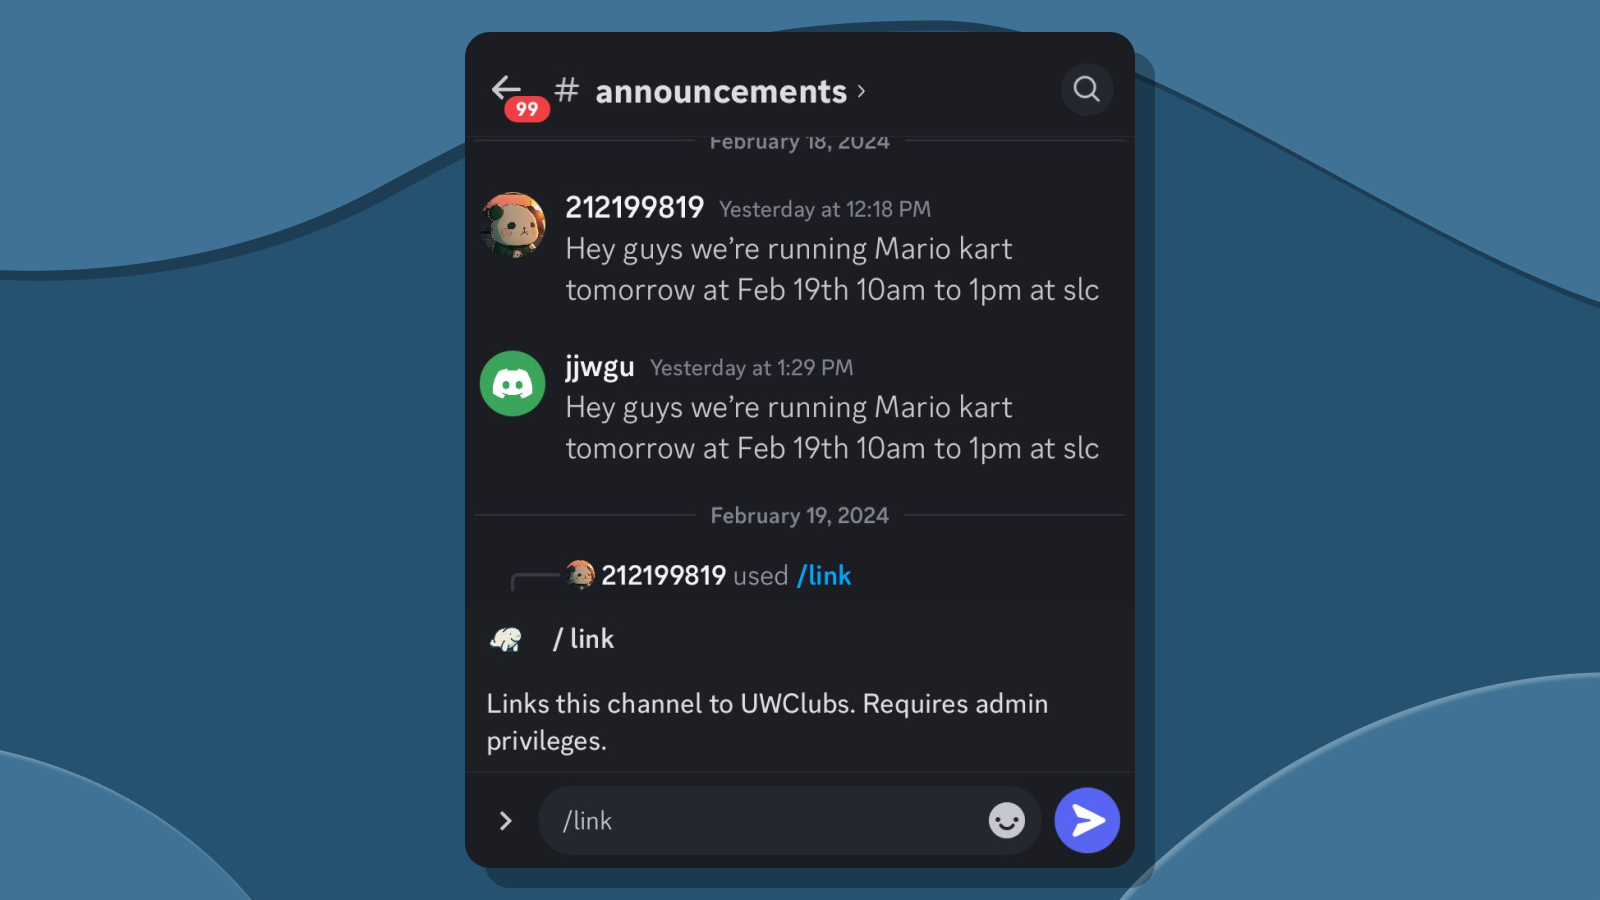 99
# announcements ›
February 18, 2024
212199819 Yesterday at 12:18 PM
Hey guys we’re running Mario kart
tomorrow at Feb 19th 10am to 1pm at slc
jjwgu Yesterday at 1:29 PM
Hey guys we’re running Mario kart
tomorrow at Feb 19th 10am to 1pm at slc
February 19, 2024
212199819 used /link
/ link
Links this channel to UWClubs. Requires admin
privileges.
/link